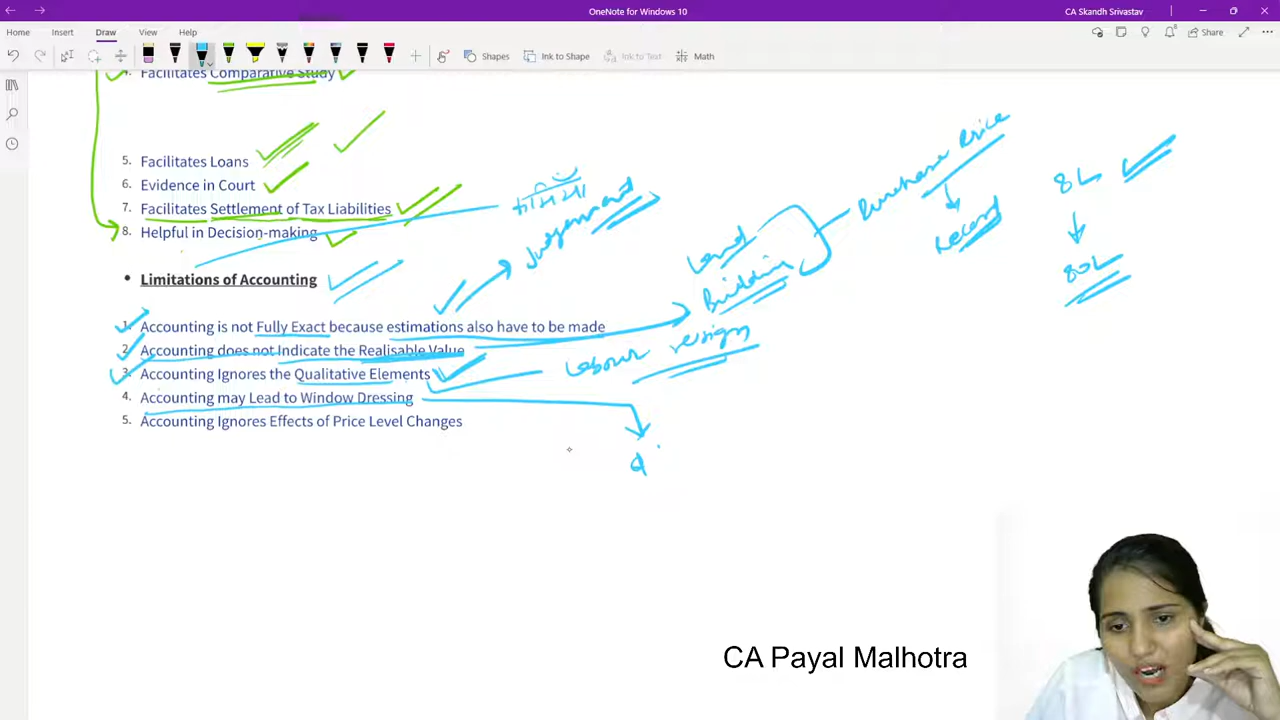 OneNote for Windows 10
CA Skandh Srivastav
Home Insert Draw View Help
Share
Shapes Ink to Shape Ink to Text Math
Facilitates Comparative Study
5. Facilitates Loans
6. Evidence in Court
7. Facilitates Settlement of Tax Liabilities
8. Helpful in Decision-making
• Limitations of Accounting
1. Accounting is not Fully Exact because estimations also have to be made
2. Accounting does not Indicate the Realisable Value
3. Accounting Ignores the Qualitative Elements
4. Accounting may Lead to Window Dressing
5. Accounting Ignores Effects of Price Level Changes
Judgement
Land
Building
Purchase Price
Record
8L
80L
Labour resign
CA Payal Malhotra